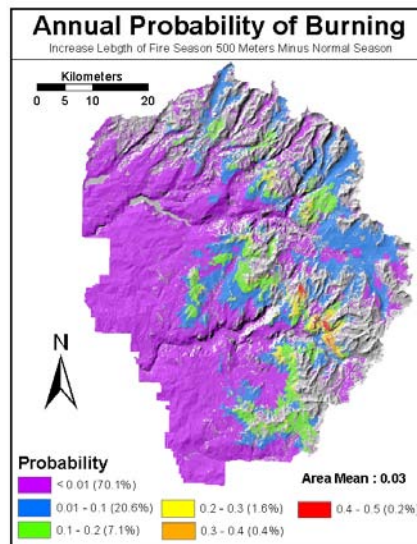 Annual Probability of Burning
Increase Lebgth of Fire Season 500 Meters Minus Normal Season
Kilometers
0 5 10 20
N
Probability
Area Mean : 0.03
< 0.01 (70.1%)
0.01 - 0.1 (20.6%)
0.1 - 0.2 (7.1%)
0.2 - 0.3 (1.6%)
0.3 - 0.4 (0.4%)
0.4 - 0.5 (0.2%)